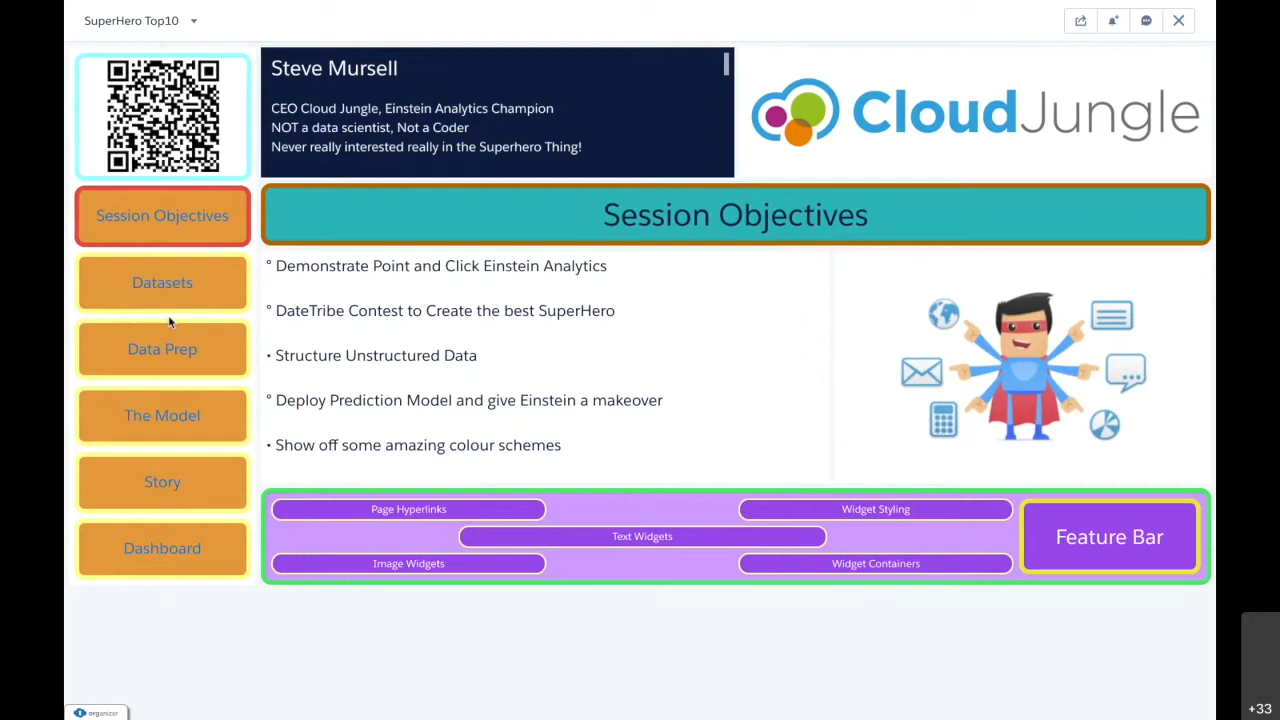 SuperHero Top10
Steve Mursell
CEO Cloud Jungle, Einstein Analytics Champion
NOT a data scientist, Not a Coder
Never really interested really in the Superhero Thing!
CloudJungle
Session Objectives
Datasets
Data Prep
The Model
Story
Dashboard
Session Objectives
° Demonstrate Point and Click Einstein Analytics
° DateTribe Contest to Create the best SuperHero
• Structure Unstructured Data
° Deploy Prediction Model and give Einstein a makeover
• Show off some amazing colour schemes
Page Hyperlinks
Widget Styling
Text Widgets
Image Widgets
Widget Containers
Feature Bar
organizer
+33